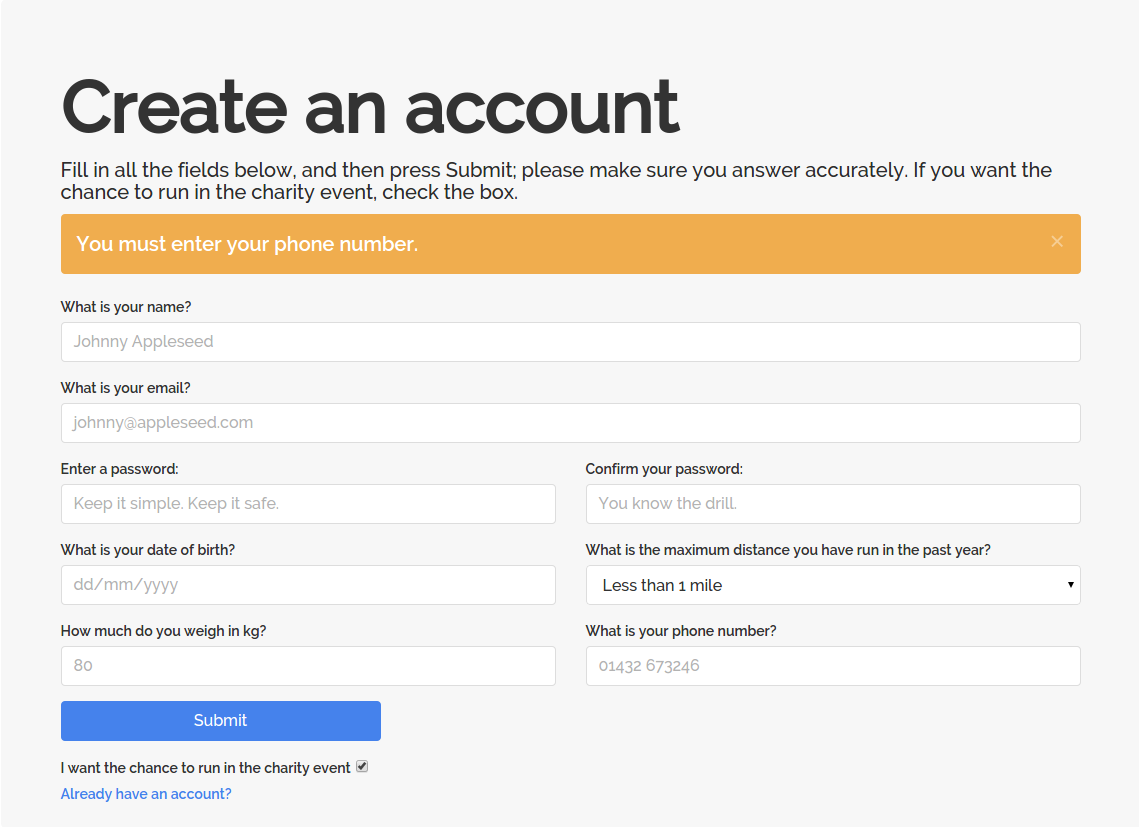 Create an account
Fill in all the fields below, and then press Submit; please make sure you answer accurately. If you want the
chance to run in the charity event, check the box.
You must enter your phone number. ×
What is your name?
Johnny Appleseed
What is your email?
johnny@appleseed.com
Enter a password: Confirm your password:
Keep it simple. Keep it safe. You know the drill.
What is your date of birth? What is the maximum distance you have run in the past year?
dd/mm/yyyy Less than 1 mile
How much do you weigh in kg? What is your phone number?
80 01432 673246
Submit
I want the chance to run in the charity event
Already have an account?